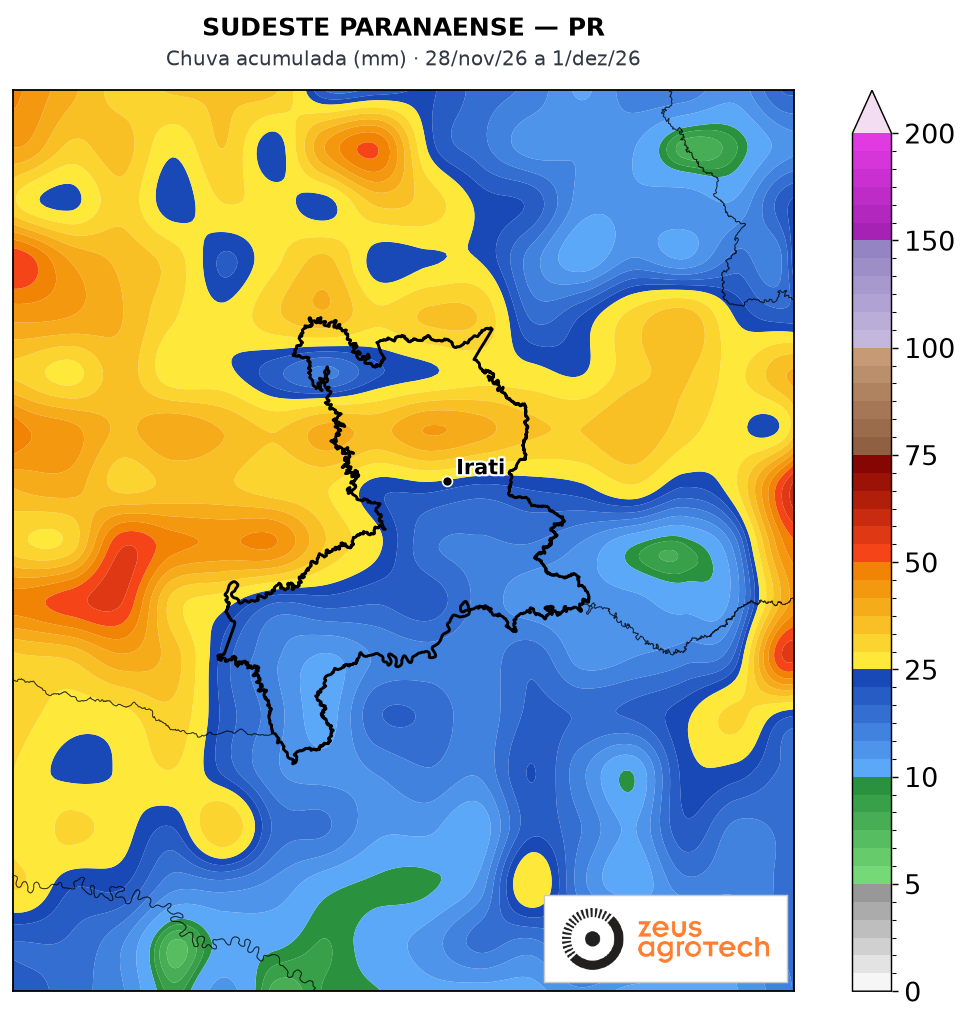 SUDESTE PARANAENSE — PR
Chuva acumulada (mm) · 28/nov/26 a 1/dez/26
Irati
200
150
100
75
50
25
10
5
0
zeus
agrotech